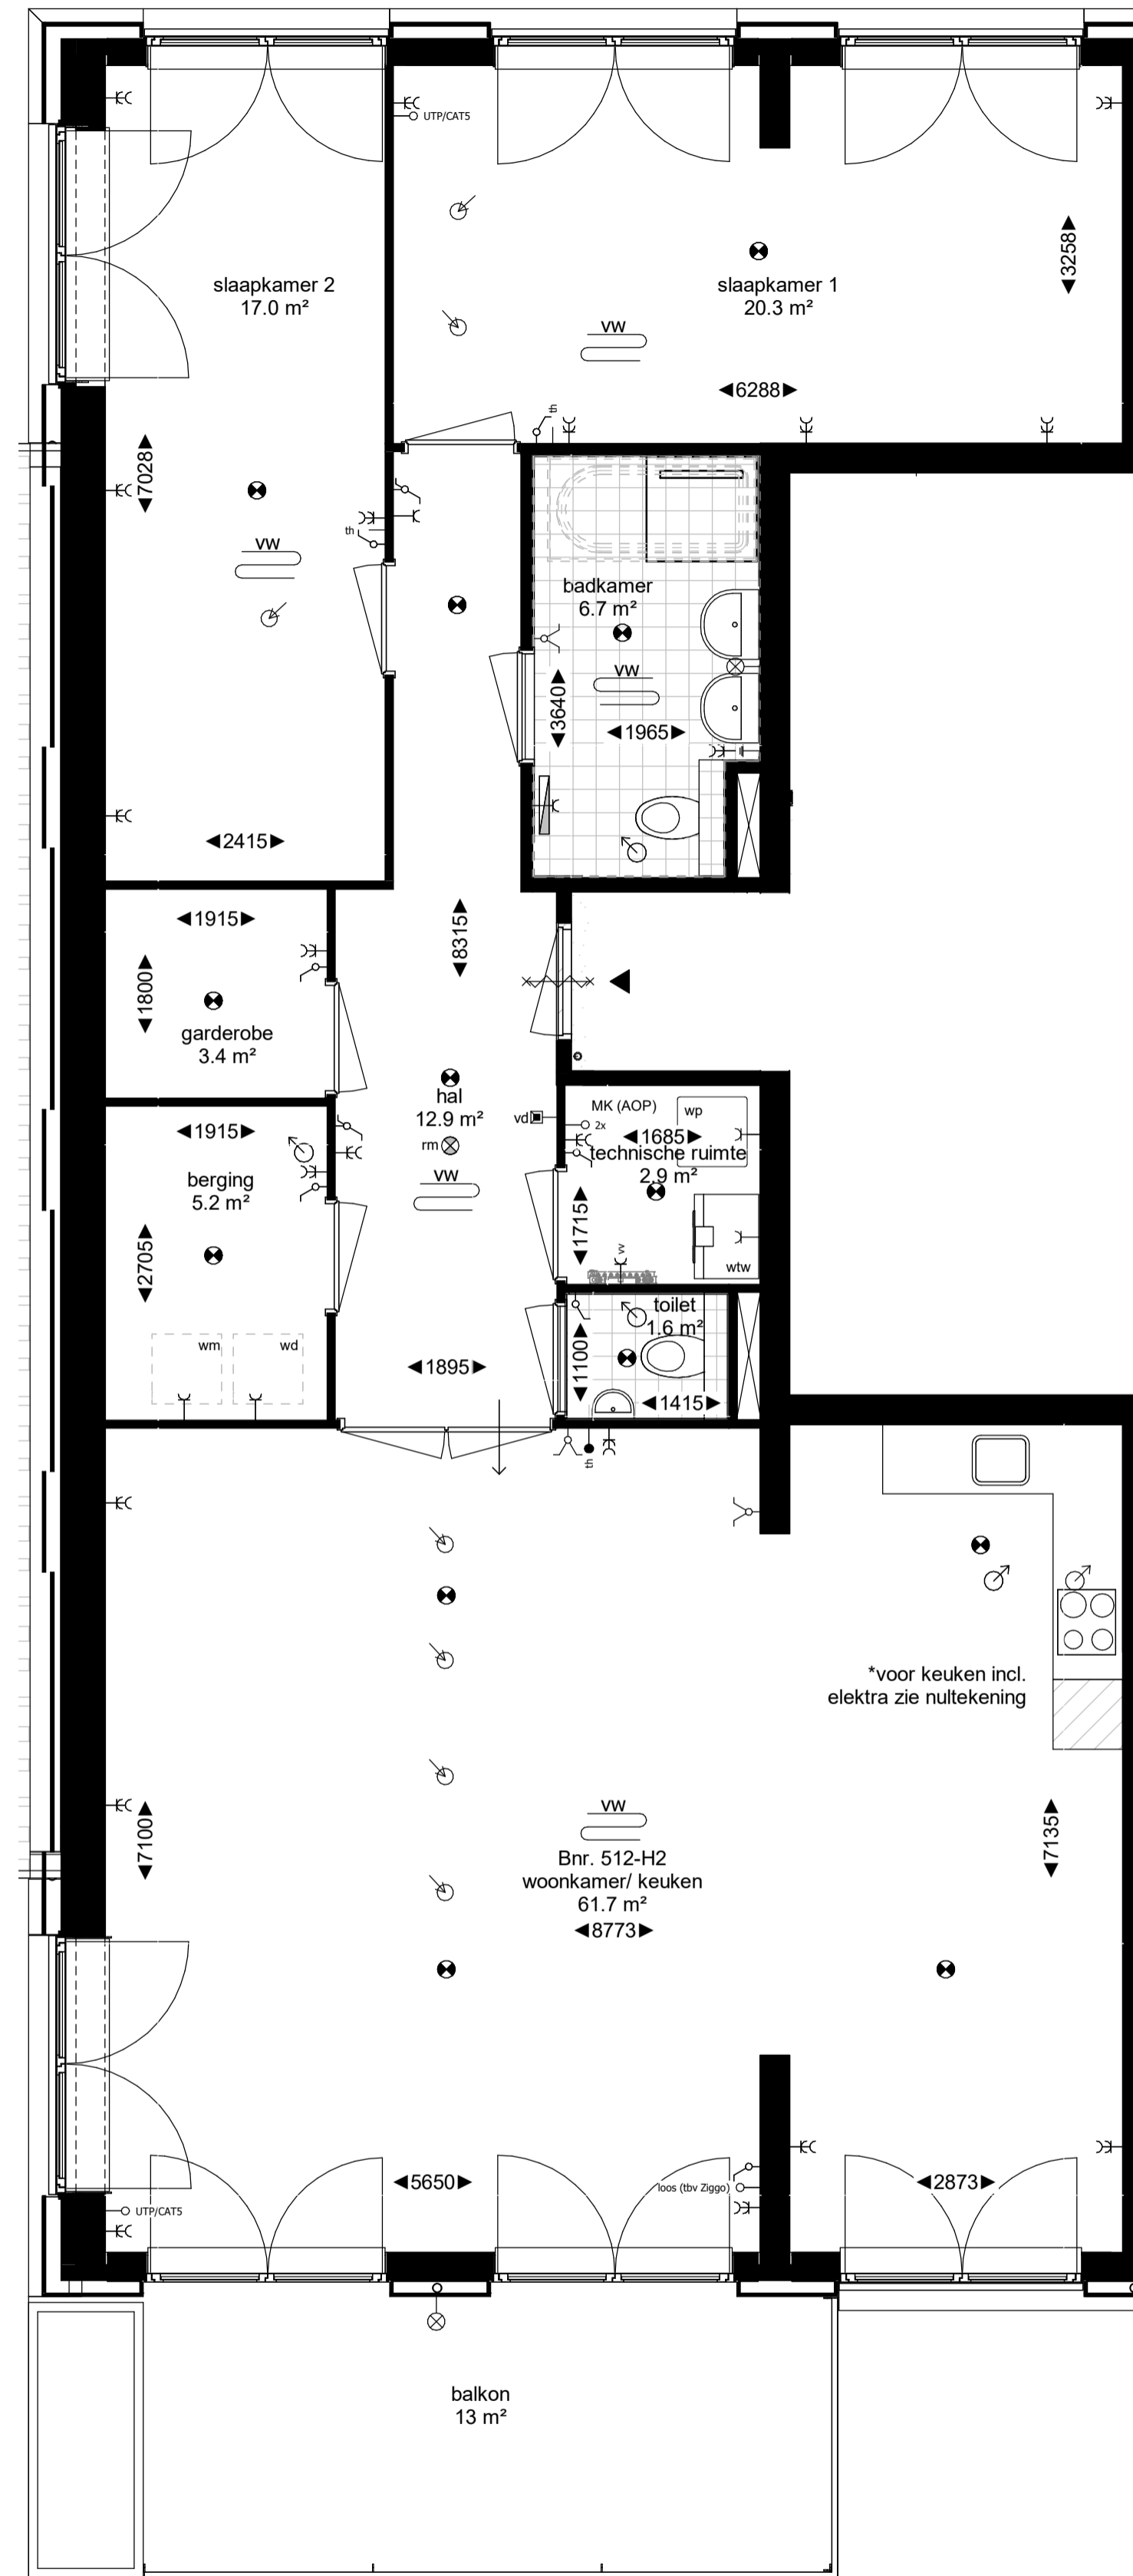 UTP/CAT5
slaapkamer 2
17.0 m²
slaapkamer 1
20.3 m²
3258
vw
6288
th
7028
th
vw
badkamer
6.7 m²
vw
3640
1965
2415
1915
1800
garderobe
3.4 m²
8315
hal
12.9 m²
vd
rm
vw
MK (AOP)
wp
2x
1685
technische ruimte
2.9 m²
1715
vv
wtw
1915
berging
5.2 m²
2705
wm
wd
toilet
1.6 m²
1100
1415
1895
th
*voor keuken incl.
elektra zie nultekening
7100
vw
Bnr. 512-H2
woonkamer/ keuken
61.7 m²
8773
7135
5650
loos (tbv Ziggo)
2873
UTP/CAT5
balkon
13 m²